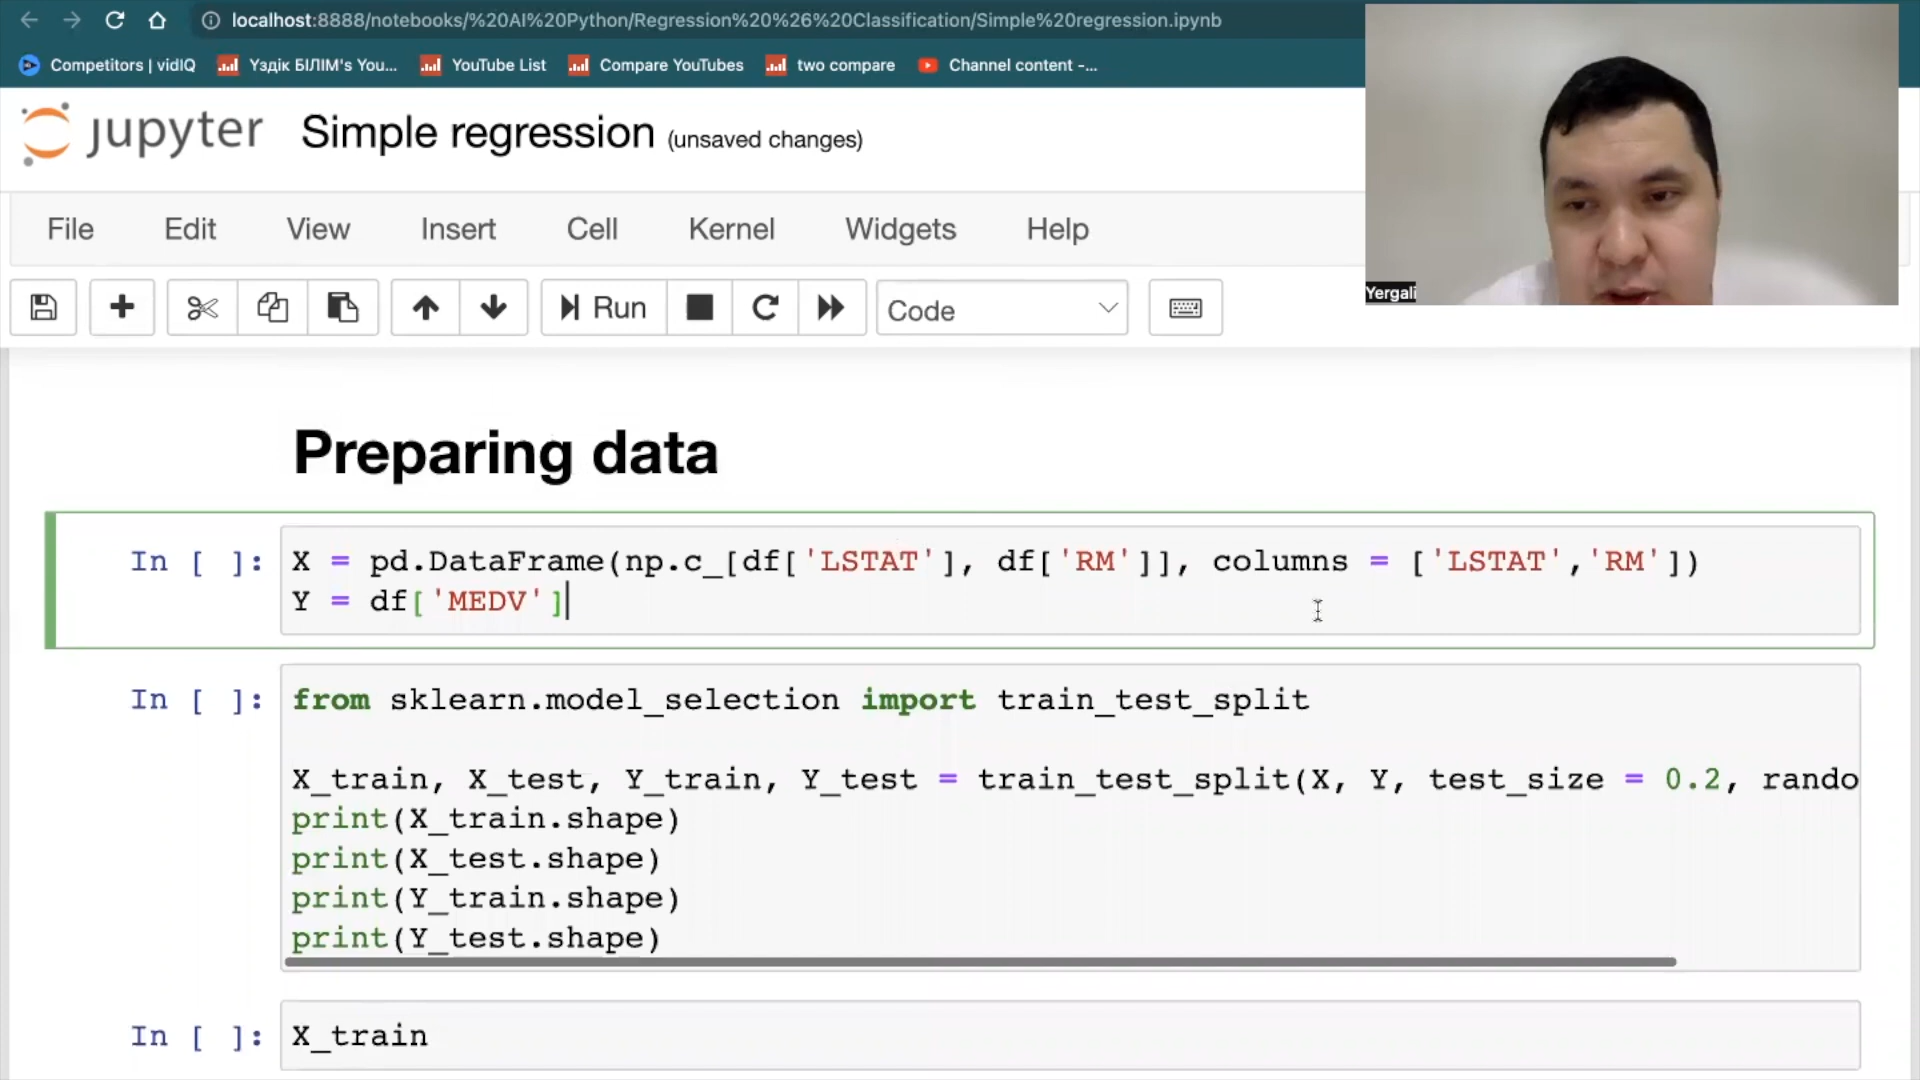 localhost:8888/notebooks/%20AI%20Python/Regression%20%26%20Classification/Simple%20regression.ipynb
Competitors | vidIQ Үздік БІЛІМ's You... YouTube List Compare YouTubes two compare Channel content -...
jupyter Simple regression (unsaved changes)
Yergali
File Edit View Insert Cell Kernel Widgets Help
Run Code
Preparing data
In [ ]: X = pd.DataFrame(np.c_[df['LSTAT'], df['RM']], columns = ['LSTAT','RM'])
Y = df['MEDV']
In [ ]: from sklearn.model_selection import train_test_split
X_train, X_test, Y_train, Y_test = train_test_split(X, Y, test_size = 0.2, rando
print(X_train.shape)
print(X_test.shape)
print(Y_train.shape)
print(Y_test.shape)
In [ ]: X_train